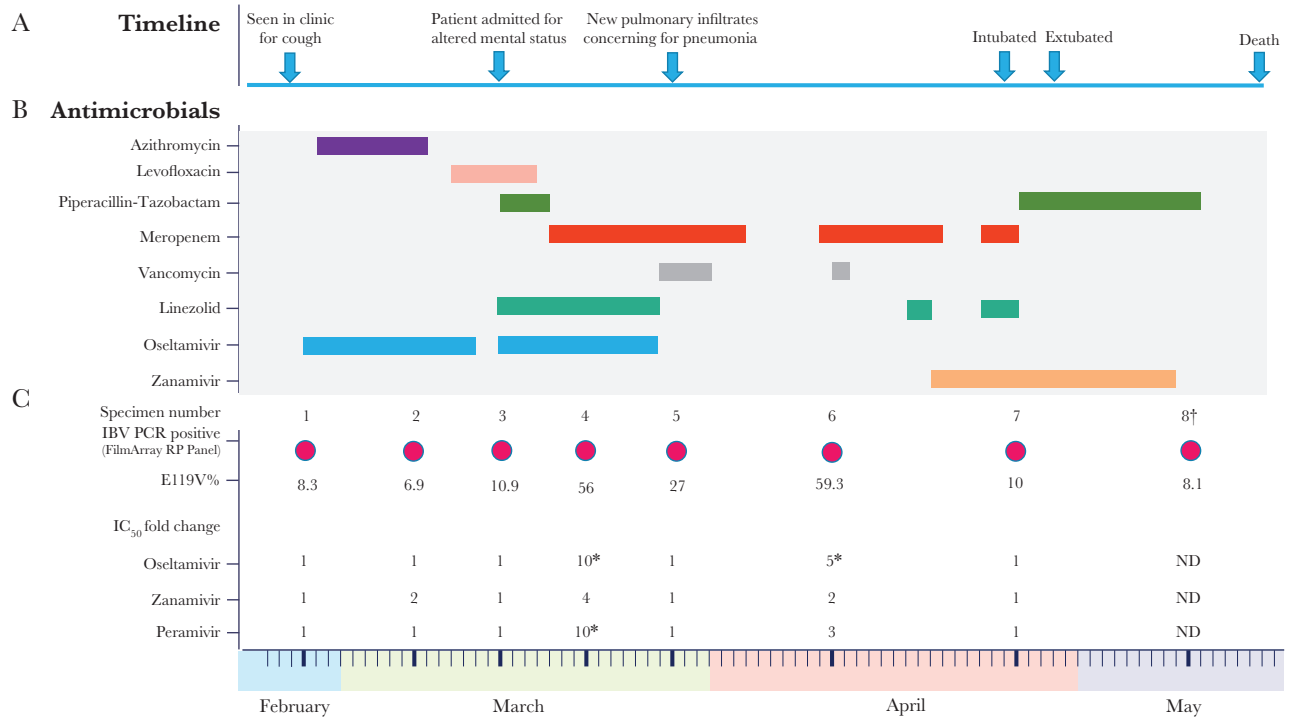 A
Timeline
Seen in clinic
for cough
Patient admitted for
altered mental status
New pulmonary infiltrates
concerning for pneumonia
Intubated
Extubated
Death
B
Antimicrobials
Azithromycin
Levofloxacin
Piperacillin-Tazobactam
Meropenem
Vancomycin
Linezolid
Oseltamivir
Zanamivir
C
Specimen number 1 2 3 4 5 6 7 8†
IBV PCR positive
(FilmArray RP Panel)
E119V% 8.3 6.9 10.9 56 27 59.3 10 8.1
IC50 fold change
Oseltamivir 1 1 1 10* 1 5* 1 ND
Zanamivir 1 2 1 4 1 2 1 ND
Peramivir 1 1 1 10* 1 3 1 ND
February March April May